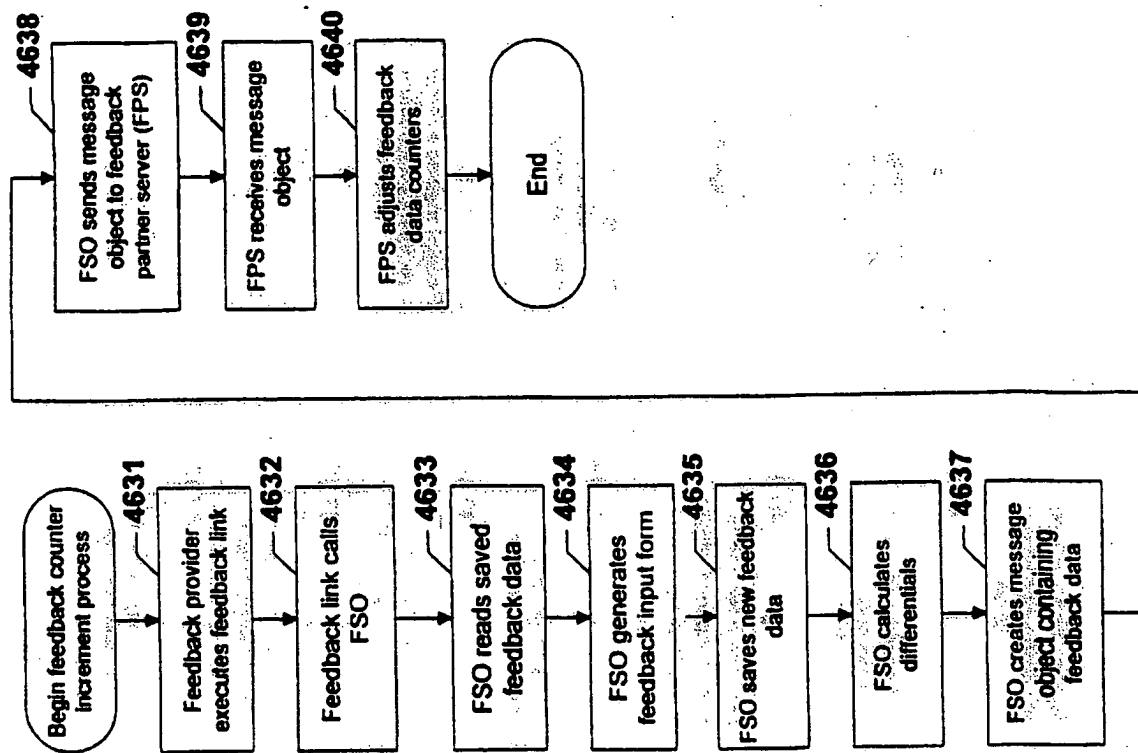 Begin feedback counter
increment process
4631
Feedback provider
executes feedback link
4632
Feedback link calls
FSO
4633
FSO reads saved
feedback data
4634
FSO generates
feedback input form
4635
FSO saves new feedback
data
4636
FSO calculates
differentials
4637
FSO creates message
object containing
feedback data
4638
FSO sends message
object to feedback
partner server (FPS)
4639
FPS receives message
object
4640
FPS adjusts feedback
data counters
End